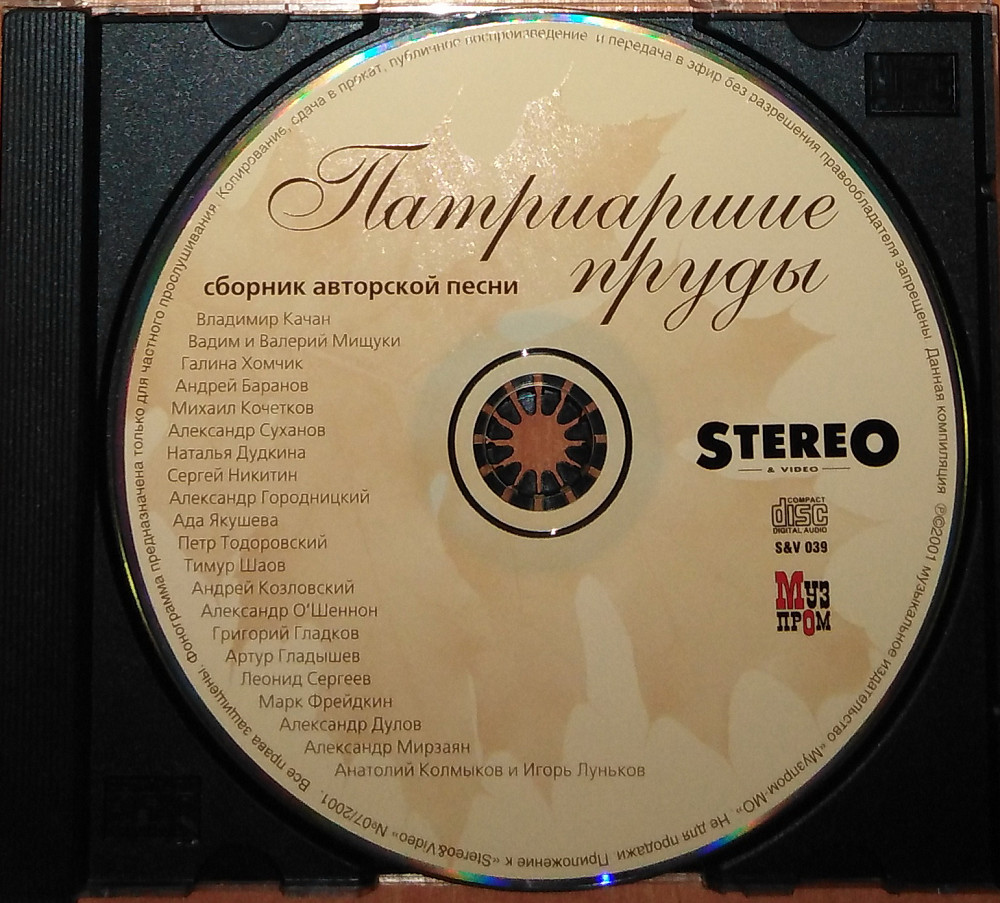 Патриаршие
пруды
сборник авторской песни
Владимир Качан
Вадим и Валерий Мищуки
Галина Хомчик
Андрей Баранов
Михаил Кочетков
Александр Суханов
Наталья Дудкина
Сергей Никитин
Александр Городницкий
Ада Якушева
Петр Тодоровский
Тимур Шаов
Андрей Козловский
Александр О'Шеннон
Григорий Гладков
Артур Гладышев
Леонид Сергеев
Марк Фрейдкин
Александр Дулов
Александр Мирзаян
Анатолий Колмыков и Игорь Луньков
STEREO
& VIDEO
COMPACT
disc
DIGITAL AUDIO
S&V 039
Муз
пром
Все права защищены. Фонограмма предназначена только для частного прослушивания. Копирование, сдача в прокат, публичное воспроизведение и передача в эфир без разрешения правообладателя запрещены. Данная компиляция ℗©2001 музыкальное издательство «Музпром-МО». Не для продажи. Приложение к «Stereo&Video» №07/2001.